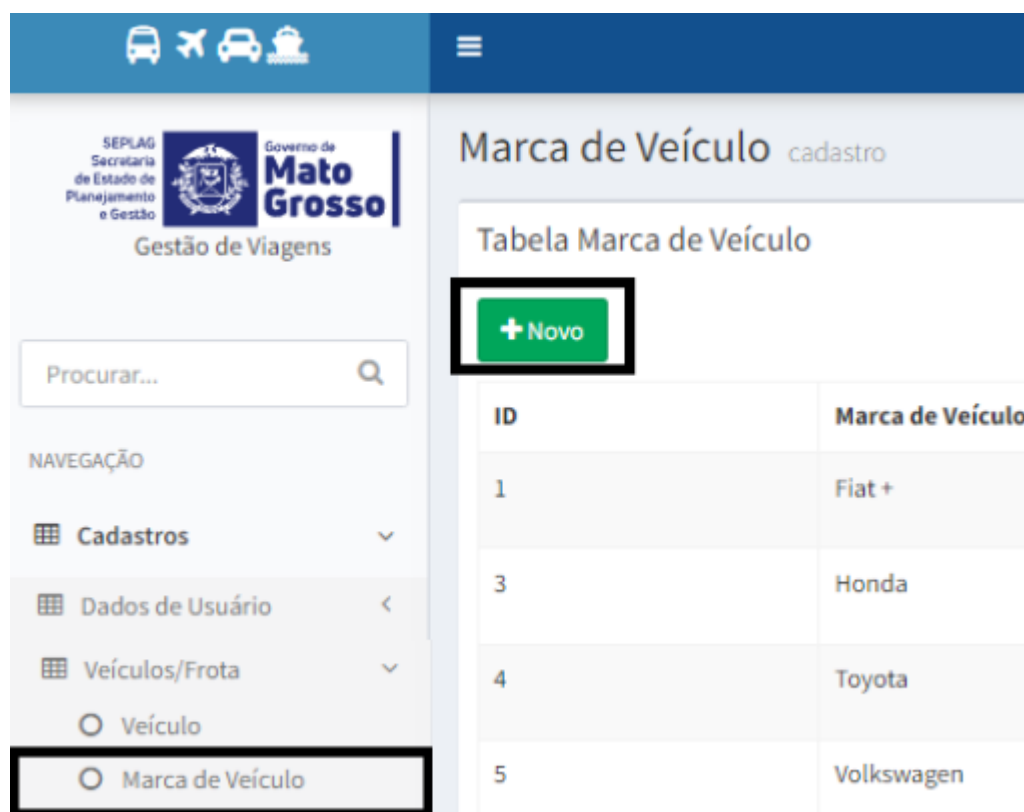 SEPLAG
Secretaria
de Estado de
Planejamento
e Gestão
Governo de
Mato
Grosso
Gestão de Viagens
Procurar...
NAVEGAÇÃO
Cadastros
Dados de Usuário
Veículos/Frota
Veículo
Marca de Veículo
Marca de Veículo cadastro
Tabela Marca de Veículo
+ Novo
ID Marca de Veículo
1 Fiat +
3 Honda
4 Toyota
5 Volkswagen